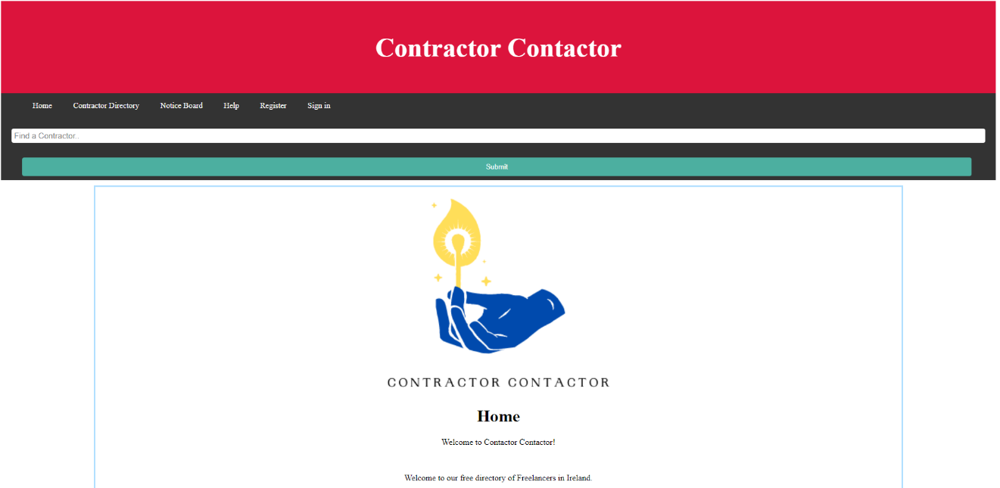 Contractor Contactor
Home Contractor Directory Notice Board Help Register Sign in
Find a Contractor..
Submit
CONTRACTOR CONTACTOR
Home
Welcome to Contactor Contactor!
Welcome to our free directory of Freelancers in Ireland.